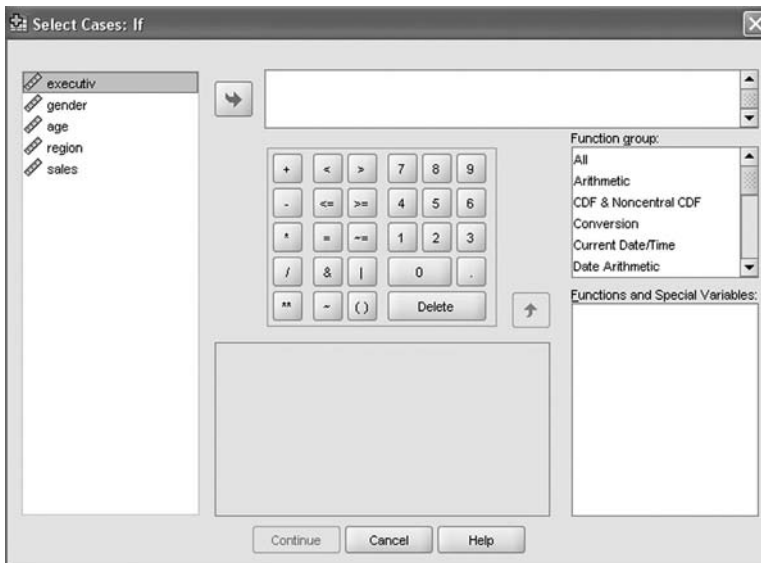 Select Cases: If
executiv
gender
age
region
sales
+ < > 7 8 9
- <= >= 4 5 6
* = ~= 1 2 3
/ & | 0 .
** ~ () Delete
Function group:
All
Arithmetic
CDF & Noncentral CDF
Conversion
Current Date/Time
Date Arithmetic
Functions and Special Variables:
Continue Cancel Help